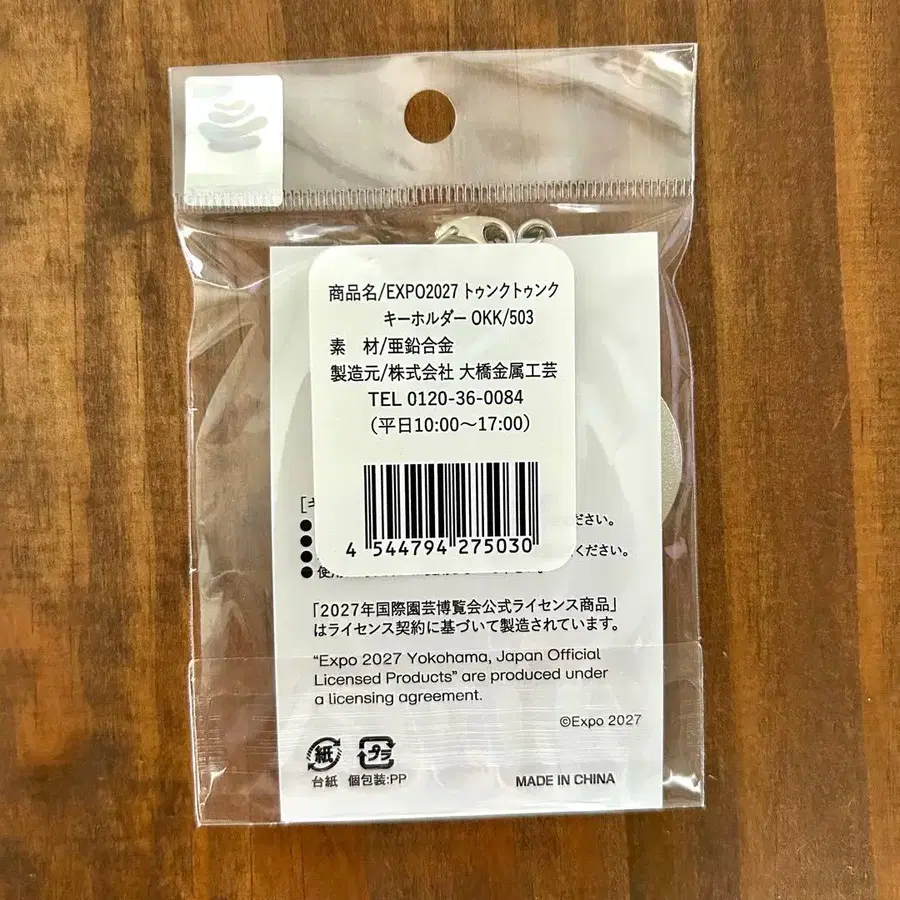 商品名/EXPO2027 トゥンクトゥンク
キーホルダー OKK/503
素　材/亜鉛合金
製造元/株式会社 大橋金属工芸
TEL 0120-36-0084
（平日10:00〜17:00）
4 544794 275030
ださい。
ください。
● 使用
「2027年国際園芸博覧会公式ライセンス商品」
はライセンス契約に基づいて製造されています。
“Expo 2027 Yokohama, Japan Official
Licensed Products” are produced under
a licensing agreement.
©Expo 2027
紙 プラ
台紙 個包装:PP
MADE IN CHINA